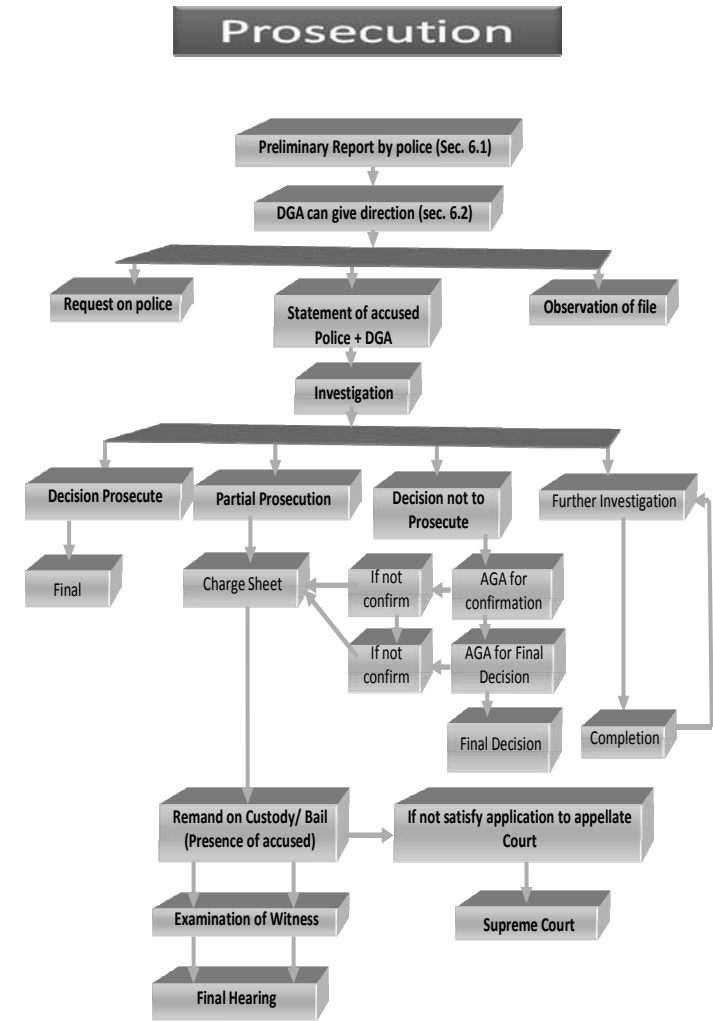 Prosecution
Preliminary Report by police (Sec. 6.1)
DGA can give direction (sec. 6.2)
Request on police
Statement of accused
Police + DGA
Observation of file
Investigation
Decision Prosecute
Partial Prosecution
Decision not to
Prosecute
Further Investigation
Final
Charge Sheet
If not
confirm
AGA for
confirmation
If not
confirm
AGA for Final
Decision
Final Decision
Completion
Remand on Custody/ Bail
(Presence of accused)
If not satisfy application to appellate
Court
Examination of Witness
Supreme Court
Final Hearing